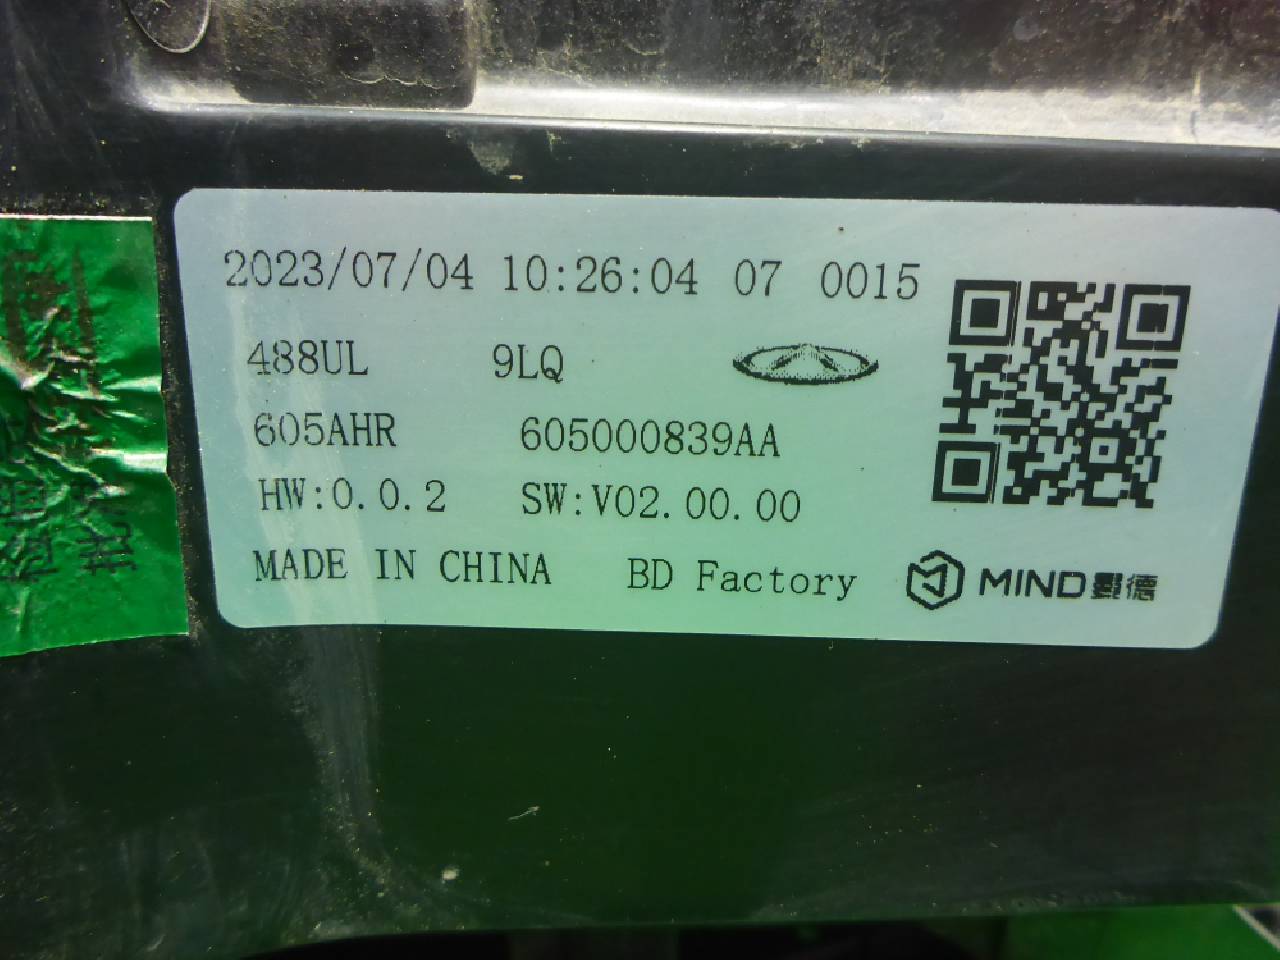 2023/07/04 10:26:04 07 0015
488UL 9LQ
605AHR 605000839AA
HW:0.0.2 SW:V02.00.00
MADE IN CHINA BD Factory MIND曼德